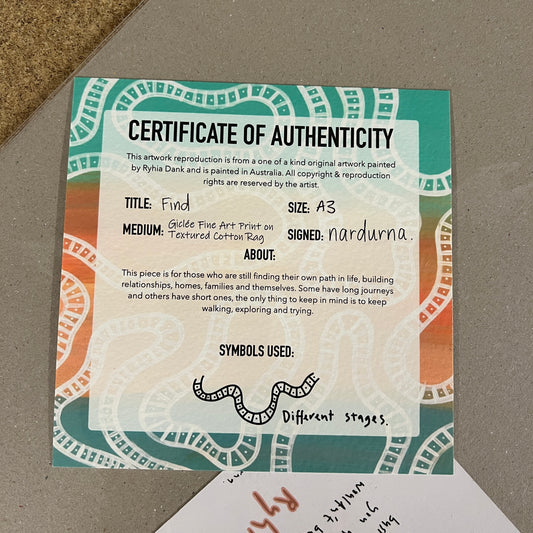 CERTIFICATE OF AUTHENTICITY
This artwork reproduction is from a one of a kind original artwork painted
by Ryhia Dank and is painted in Australia. All copyright & reproduction
rights are reserved by the artist.
TITLE: Find
SIZE: A3
MEDIUM: Giclée Fine Art Print on
Textured Cotton Rag
SIGNED: nardurna.
ABOUT:
This piece is for those who are still finding their own path in life, building
relationships, homes, families and themselves. Some have long journeys
and others have short ones, the only thing to keep in mind is to keep
walking, exploring and trying.
SYMBOLS USED:
Different stages.